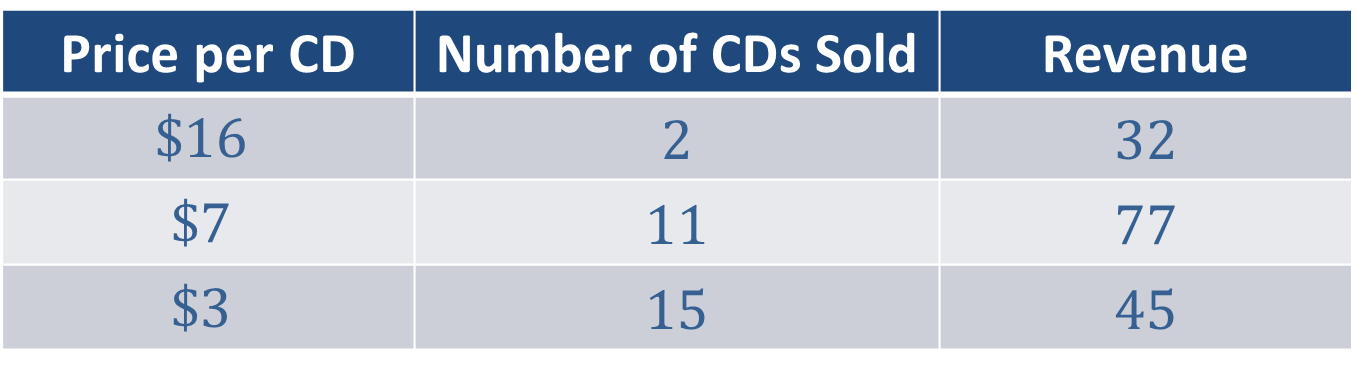 Price per CD Number of CDs Sold Revenue
$16 2 32
$7 11 77
$3 15 45